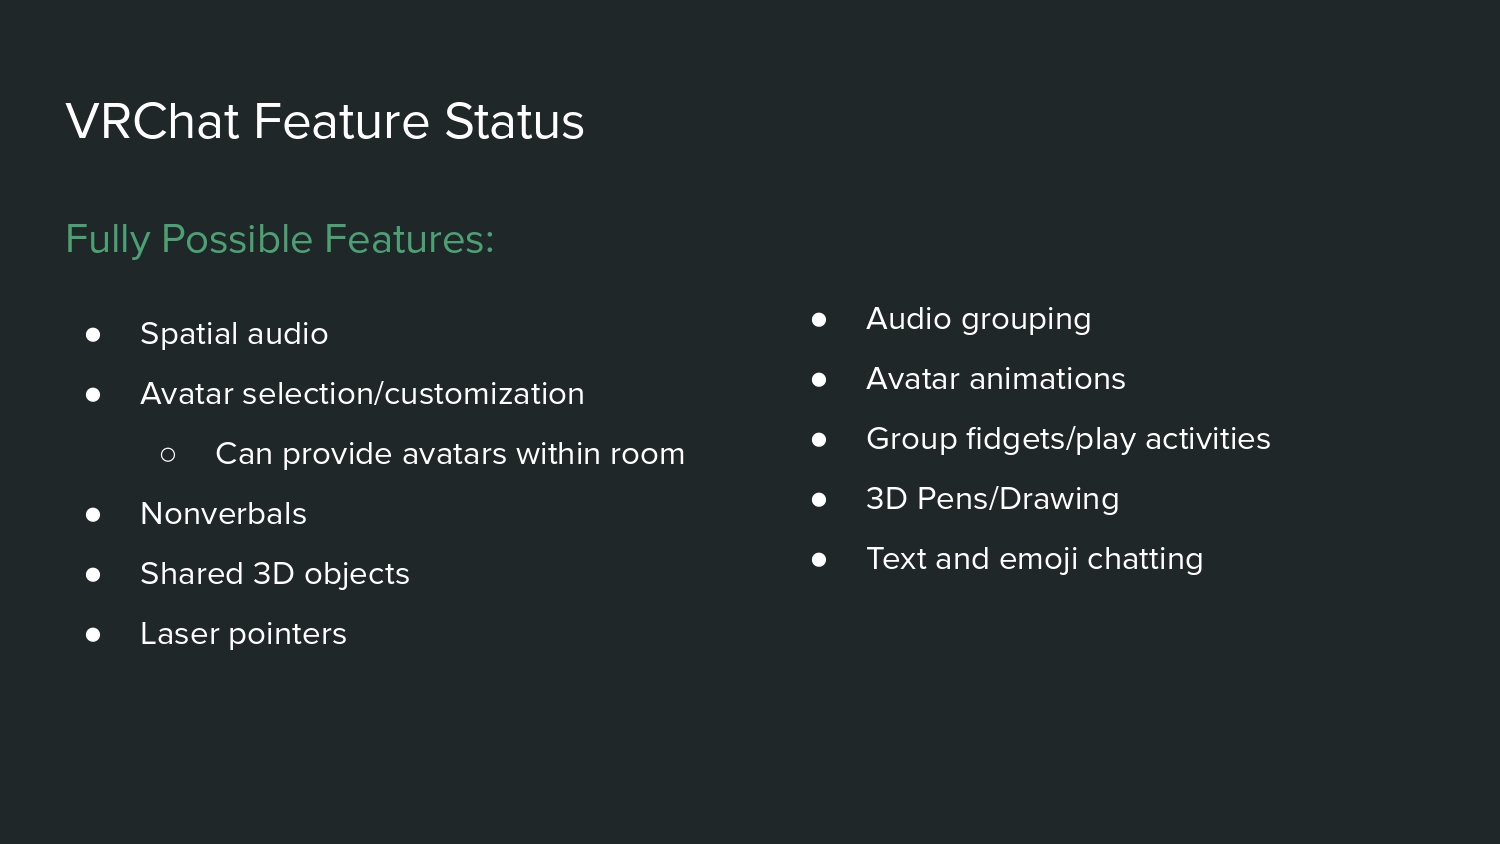 VRChat Feature Status
Fully Possible Features:
● Spatial audio
● Avatar selection/customization
○ Can provide avatars within room
● Nonverbals
● Shared 3D objects
● Laser pointers
● Audio grouping
● Avatar animations
● Group fidgets/play activities
● 3D Pens/Drawing
● Text and emoji chatting